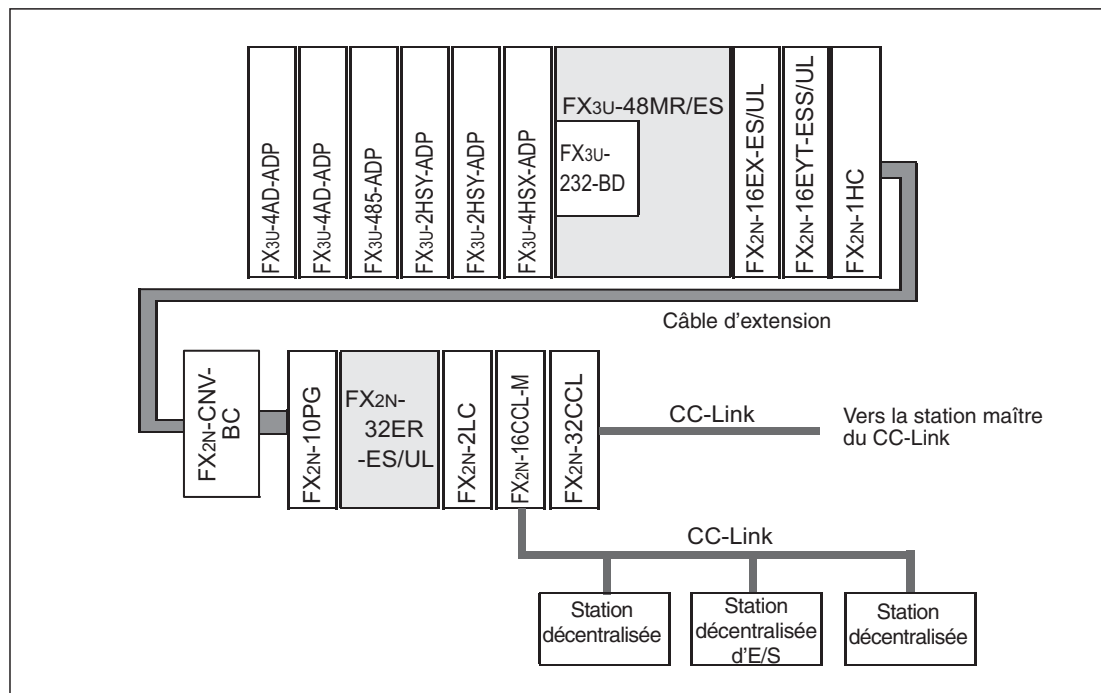 FX3U-4AD-ADP
FX3U-4AD-ADP
FX3U-485-ADP
FX3U-2HSY-ADP
FX3U-2HSY-ADP
FX3U-4HSX-ADP
FX3U-48MR/ES
FX3U-
232-BD
FX2N-16EX-ES/UL
FX2N-16EYT-ESS/UL
FX2N-1HC
Câble d'extension
FX2N-CNV-
BC
FX2N-10PG
FX2N-
32ER
-ES/UL
FX2N-2LC
FX2N-16CCL-M
FX2N-32CCL
CC-Link
Vers la station maître
du CC-Link
CC-Link
Station
décentralisée
Station
décentralisée
d'E/S
Station
décentralisée